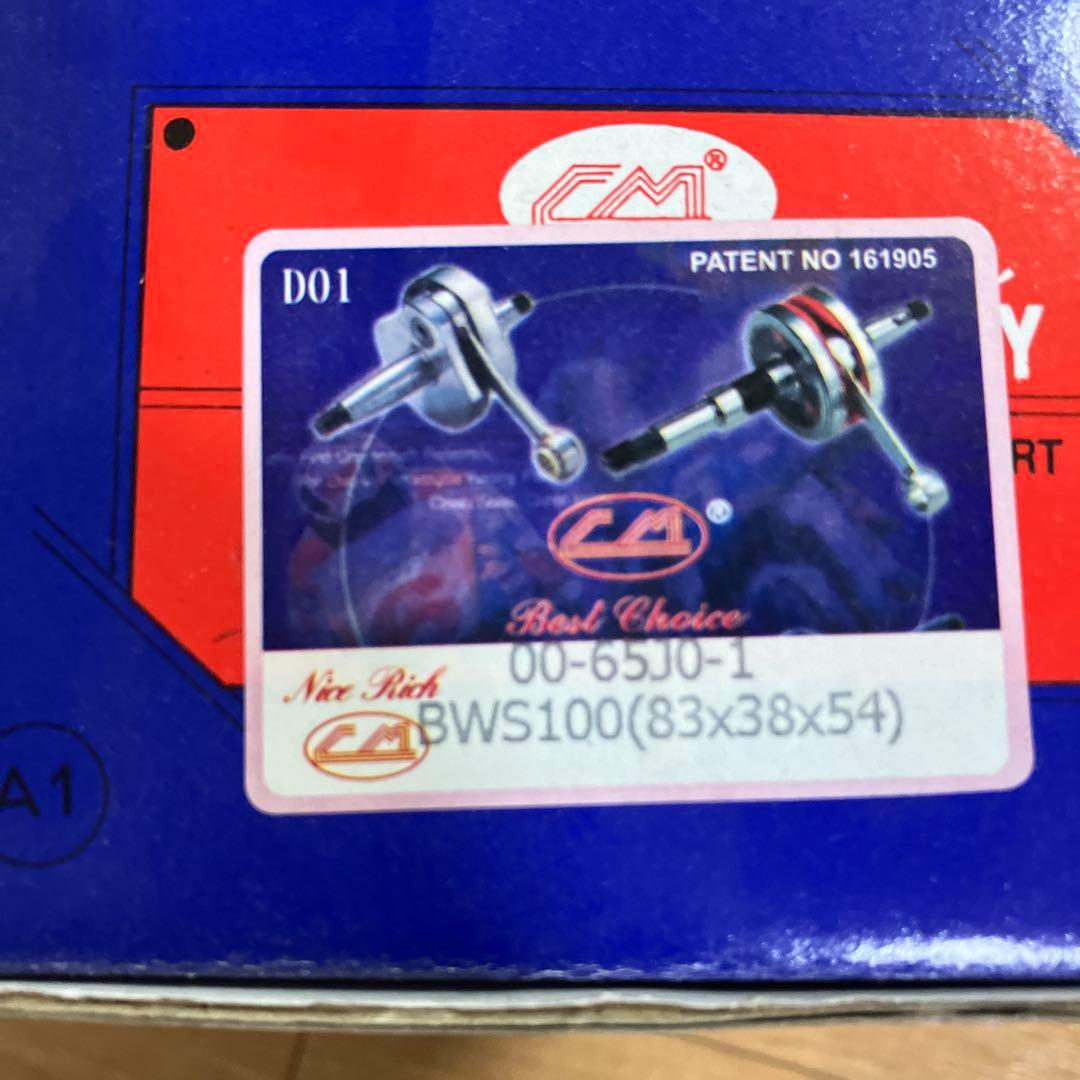 CM®
PATENT NO 161905
D01
Y
RT
CM®
Best Choice
00-65J0-1
Nice Rich
CM
BWS100(83x38x54)
A1